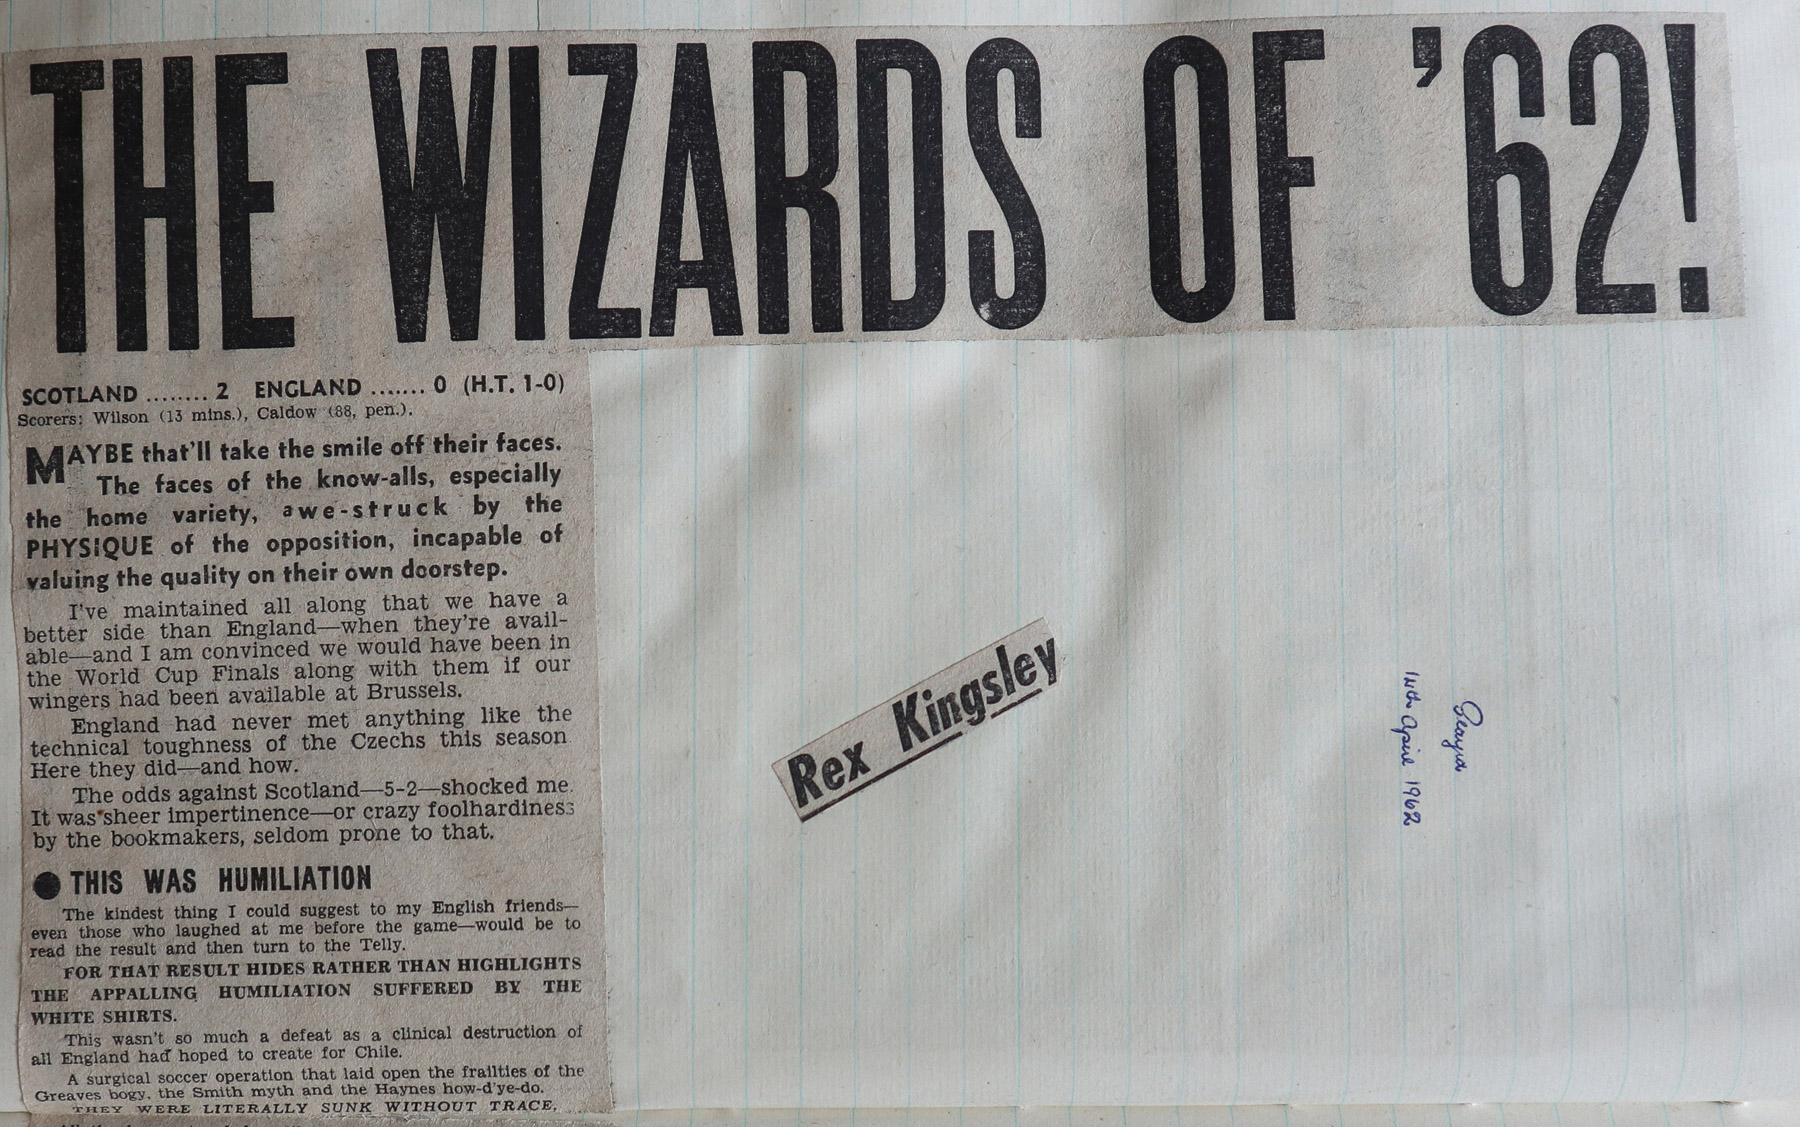 THE WIZARDS OF '62!
SCOTLAND ........ 2 ENGLAND ....... 0 (H.T. 1-0)
Scorers: Wilson (13 mins.), Caldow (88, pen.).
MAYBE that'll take the smile off their faces.
The faces of the know-alls, especially
the home variety, awe-struck by the
PHYSIQUE of the opposition, incapable of
valuing the quality on their own doorstep.
I've maintained all along that we have a
better side than England—when they're avail-
able—and I am convinced we would have been in
the World Cup Finals along with them if our
wingers had been available at Brussels.
England had never met anything like the
technical toughness of the Czechs this season
Here they did—and how.
The odds against Scotland—5-2—shocked me.
It was sheer impertinence—or crazy foolhardiness
by the bookmakers, seldom prone to that.
● THIS WAS HUMILIATION
The kindest thing I could suggest to my English friends—
even those who laughed at me before the game—would be to
read the result and then turn to the Telly.
FOR THAT RESULT HIDES RATHER THAN HIGHLIGHTS
THE APPALLING HUMILIATION SUFFERED BY THE
WHITE SHIRTS.
This wasn't so much a defeat as a clinical destruction of
all England had hoped to create for Chile.
A surgical soccer operation that laid open the frailties of the
Greaves bogy, the Smith myth and the Haynes how-d'ye-do.
THEY WERE LITERALLY SUNK WITHOUT TRACE,
Rex Kingsley
April 1962